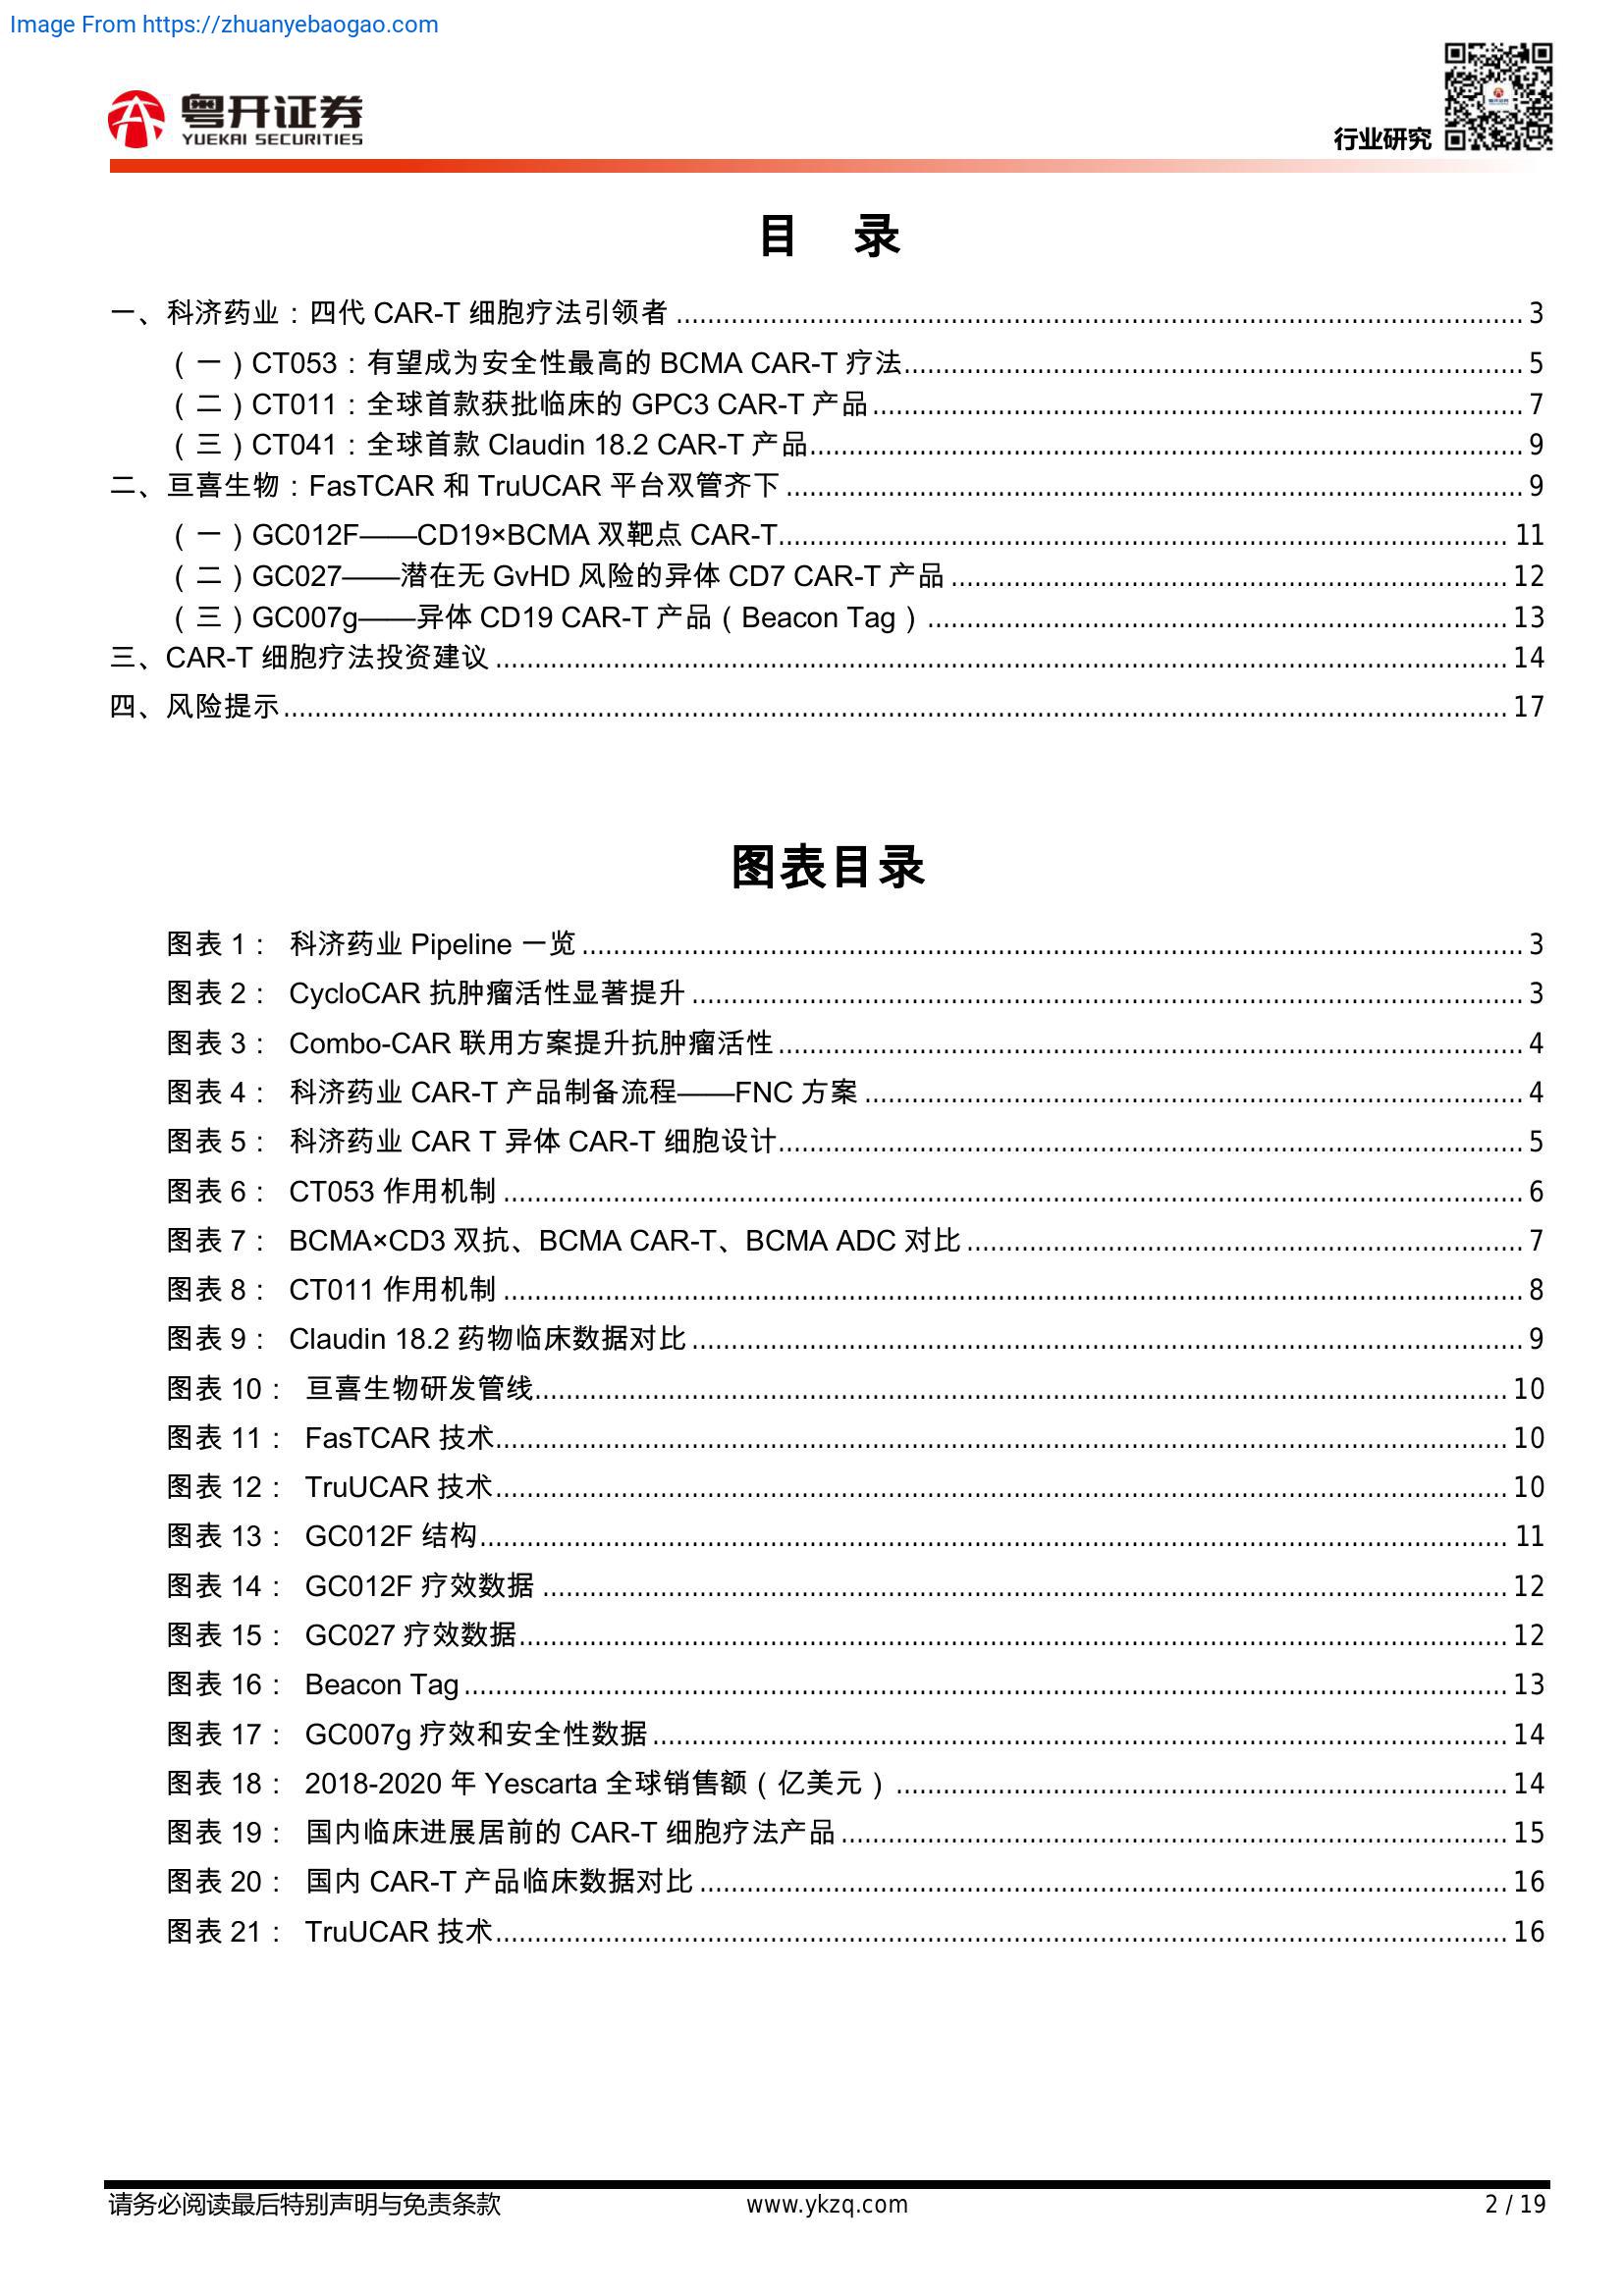 Image From https://zhuanyebaogao.com
粤开证券
YUEKAI SECURITIES
行业研究
目 录
一、科济药业：四代 CAR-T 细胞疗法引领者 3
（一）CT053：有望成为安全性最高的 BCMA CAR-T 疗法 5
（二）CT011：全球首款获批临床的 GPC3 CAR-T 产品 7
（三）CT041：全球首款 Claudin 18.2 CAR-T 产品 9
二、亘喜生物：FasTCAR 和 TruUCAR 平台双管齐下 9
（一）GC012F——CD19×BCMA 双靶点 CAR-T 11
（二）GC027——潜在无 GvHD 风险的异体 CD7 CAR-T 产品 12
（三）GC007g——异体 CD19 CAR-T 产品（Beacon Tag） 13
三、CAR-T 细胞疗法投资建议 14
四、风险提示 17
图表目录
图表 1： 科济药业 Pipeline 一览 3
图表 2： CycloCAR 抗肿瘤活性显著提升 3
图表 3： Combo-CAR 联用方案提升抗肿瘤活性 4
图表 4： 科济药业 CAR-T 产品制备流程——FNC 方案 4
图表 5： 科济药业 CAR T 异体 CAR-T 细胞设计 5
图表 6： CT053 作用机制 6
图表 7： BCMA×CD3 双抗、BCMA CAR-T、BCMA ADC 对比 7
图表 8： CT011 作用机制 8
图表 9： Claudin 18.2 药物临床数据对比 9
图表 10： 亘喜生物研发管线 10
图表 11： FasTCAR 技术 10
图表 12： TruUCAR 技术 10
图表 13： GC012F 结构 11
图表 14： GC012F 疗效数据 12
图表 15： GC027 疗效数据 12
图表 16： Beacon Tag 13
图表 17： GC007g 疗效和安全性数据 14
图表 18： 2018-2020 年 Yescarta 全球销售额（亿美元） 14
图表 19： 国内临床进展居前的 CAR-T 细胞疗法产品 15
图表 20： 国内 CAR-T 产品临床数据对比 16
图表 21： TruUCAR 技术 16
请务必阅读最后特别声明与免责条款 www.ykzq.com 2 / 19